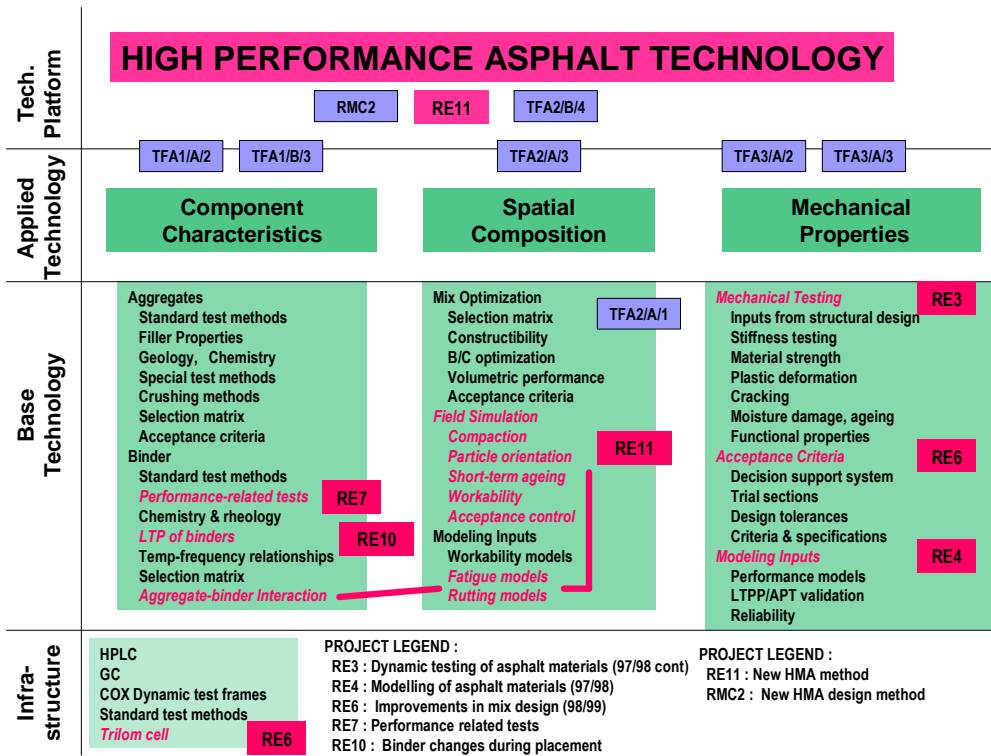 HIGH PERFORMANCE ASPHALT TECHNOLOGY
Tech.
Platform
RMC2
RE11
TFA2/B/4
TFA1/A/2
TFA1/B/3
TFA2/A/3
TFA3/A/2
TFA3/A/3
Applied
Technology
Component
Characteristics
Spatial
Composition
Mechanical
Properties
Base
Technology
Aggregates
Standard test methods
Filler Properties
Geology, Chemistry
Special test methods
Crushing methods
Selection matrix
Acceptance criteria
Binder
Standard test methods
Performance-related tests
RE7
Chemistry & rheology
LTP of binders
RE10
Temp-frequency relationships
Selection matrix
Aggregate-binder Interaction
Mix Optimization
Selection matrix
TFA2/A/1
Constructibility
B/C optimization
Volumetric performance
Acceptance criteria
Field Simulation
Compaction
RE11
Particle orientation
Short-term ageing
Workability
Acceptance control
Modeling Inputs
Workability models
Fatigue models
Rutting models
Mechanical Testing
RE3
Inputs from structural design
Stiffness testing
Material strength
Plastic deformation
Cracking
Moisture damage, ageing
Functional properties
Acceptance Criteria
RE6
Decision support system
Trial sections
Design tolerances
Criteria & specifications
Modeling Inputs
RE4
Performance models
LTPP/APT validation
Reliability
Infra-
structure
HPLC
GC
COX Dynamic test frames
Standard test methods
Trilom cell
RE6
PROJECT LEGEND :
RE3 : Dynamic testing of asphalt materials (97/98 cont)
RE4 : Modelling of asphalt materials (97/98)
RE6 : Improvements in mix design (98/99)
RE7 : Performance related tests
RE10 : Binder changes during placement
PROJECT LEGEND :
RE11 : New HMA method
RMC2 : New HMA design method